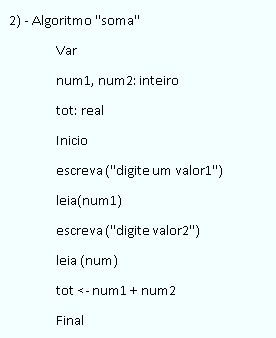 2) - Algoritmo "soma"
Var
num1, num2: inteiro
tot: real
Inicio
escreva ("digite um valor1")
leia(num1)
escreva ("digite valor2")
leia (num)
tot <- num1 + num2
Final